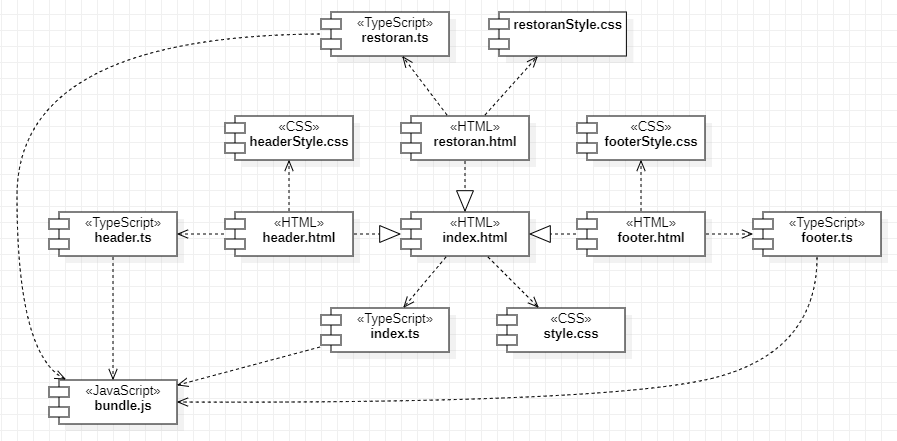 «TypeScript»
restoran.ts
restoranStyle.css
«CSS»
headerStyle.css
«HTML»
restoran.html
«CSS»
footerStyle.css
«TypeScript»
header.ts
«HTML»
header.html
«HTML»
index.html
«HTML»
footer.html
«TypeScript»
footer.ts
«TypeScript»
index.ts
«CSS»
style.css
«JavaScript»
bundle.js